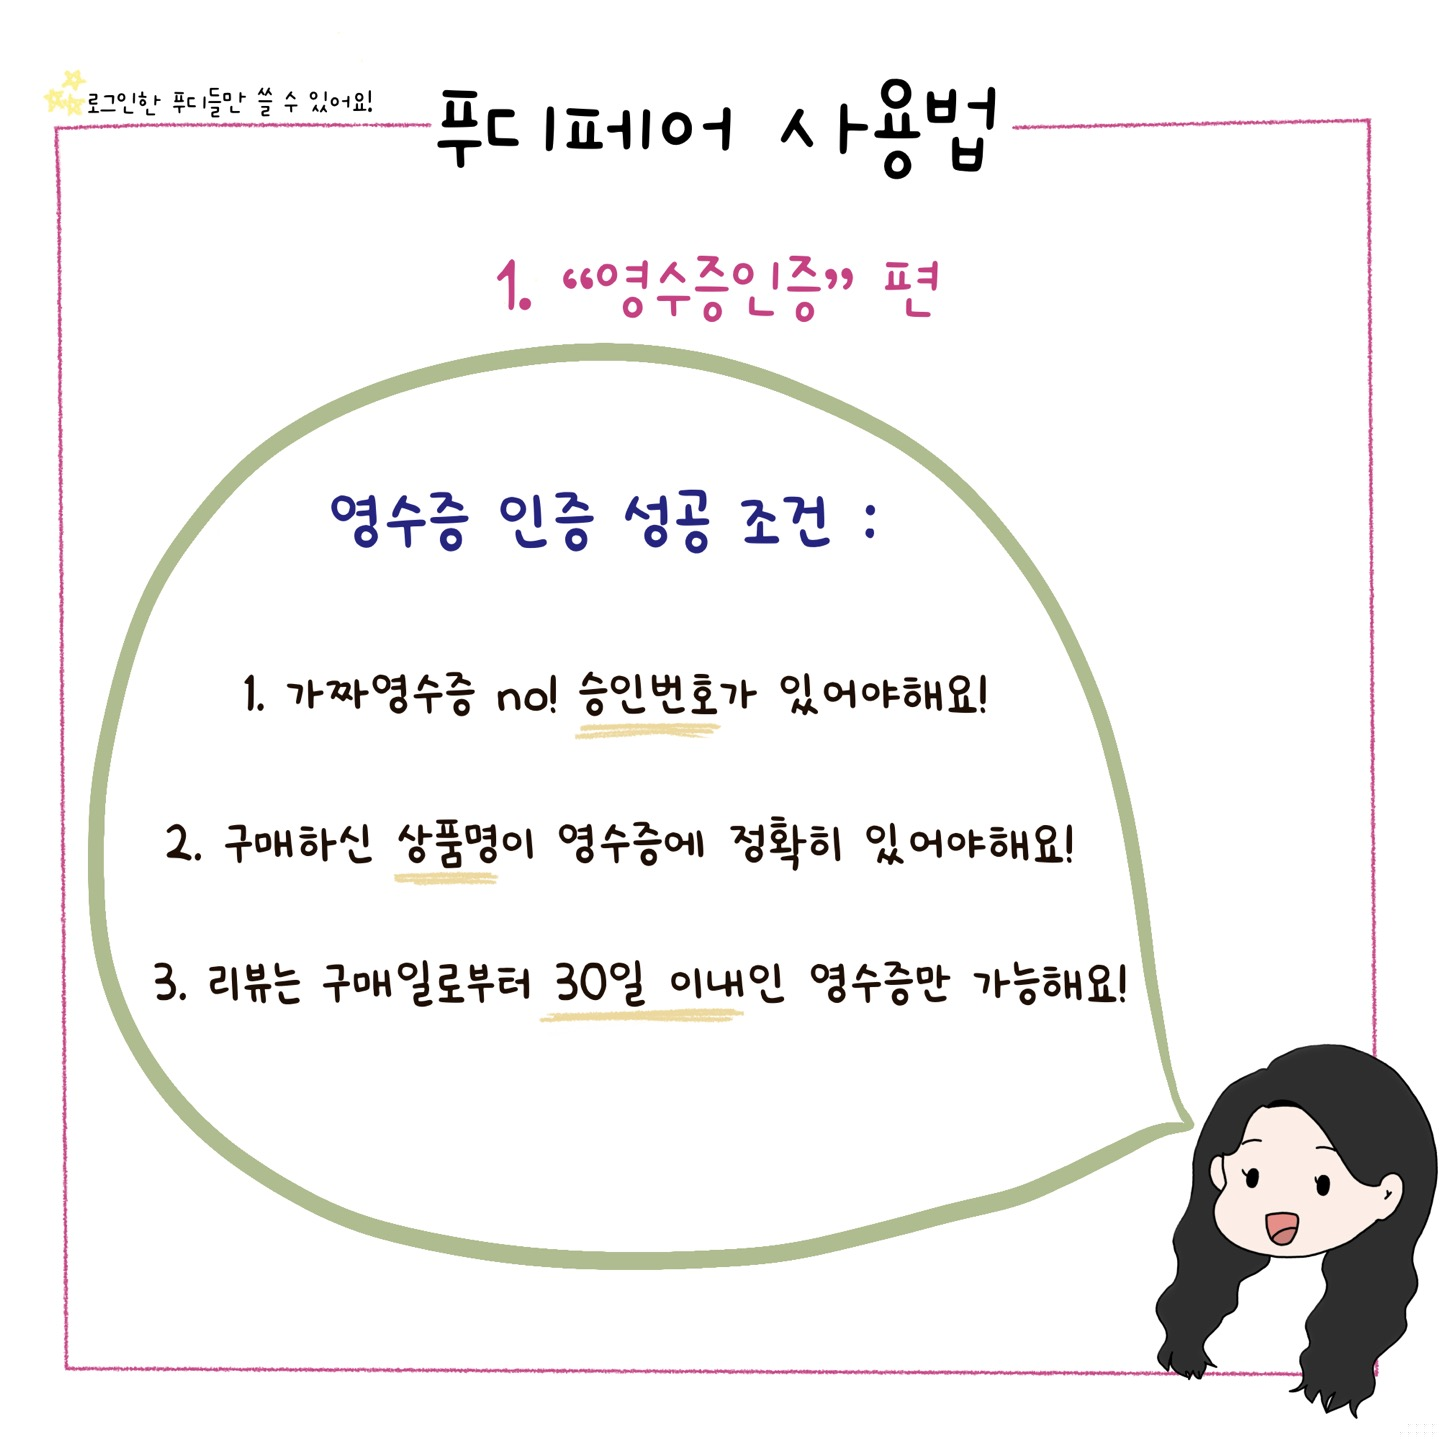 로그인한 푸디들만 쓸 수 있어요!
푸디페어 사용법
1. “영수증인증” 편
영수증 인증 성공 조건 :
1. 가짜영수증 no! 승인번호가 있어야해요!
2. 구매하신 상품명이 영수증에 정확히 있어야해요!
3. 리뷰는 구매일로부터 30일 이내인 영수증만 가능해요!